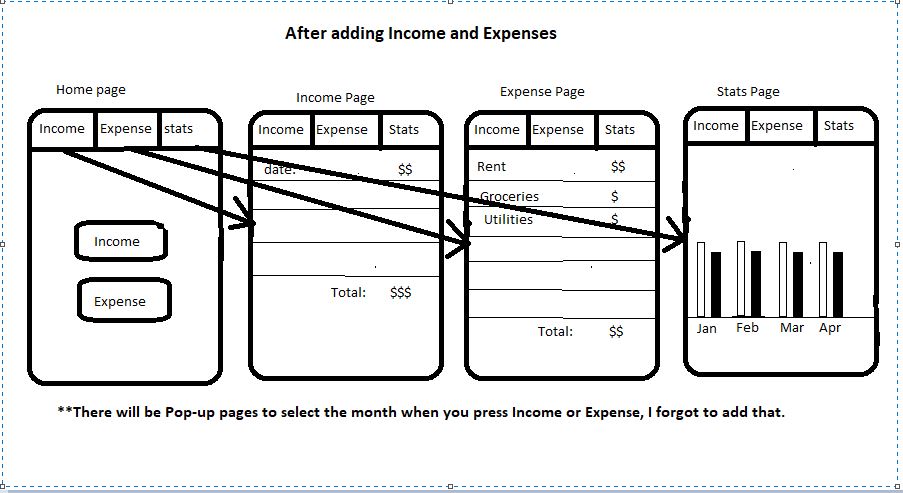 After adding Income and Expenses
Home page
Income Page
Expense Page
Stats Page
Income Expense stats
Income Expense Stats
Income Expense Stats
Income Expense Stats
Income
Expense
date: $$
Total: $$$
Rent $$
Groceries $
Utilities $
Total: $$
Jan Feb Mar Apr
**There will be Pop-up pages to select the month when you press Income or Expense, I forgot to add that.